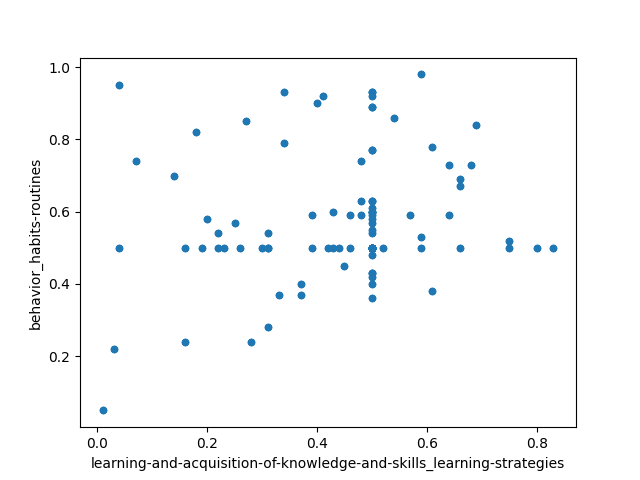 1.0
0.8
0.6
0.4
0.2
behavior_habits-routines
0.0 0.2 0.4 0.6 0.8
learning-and-acquisition-of-knowledge-and-skills_learning-strategies